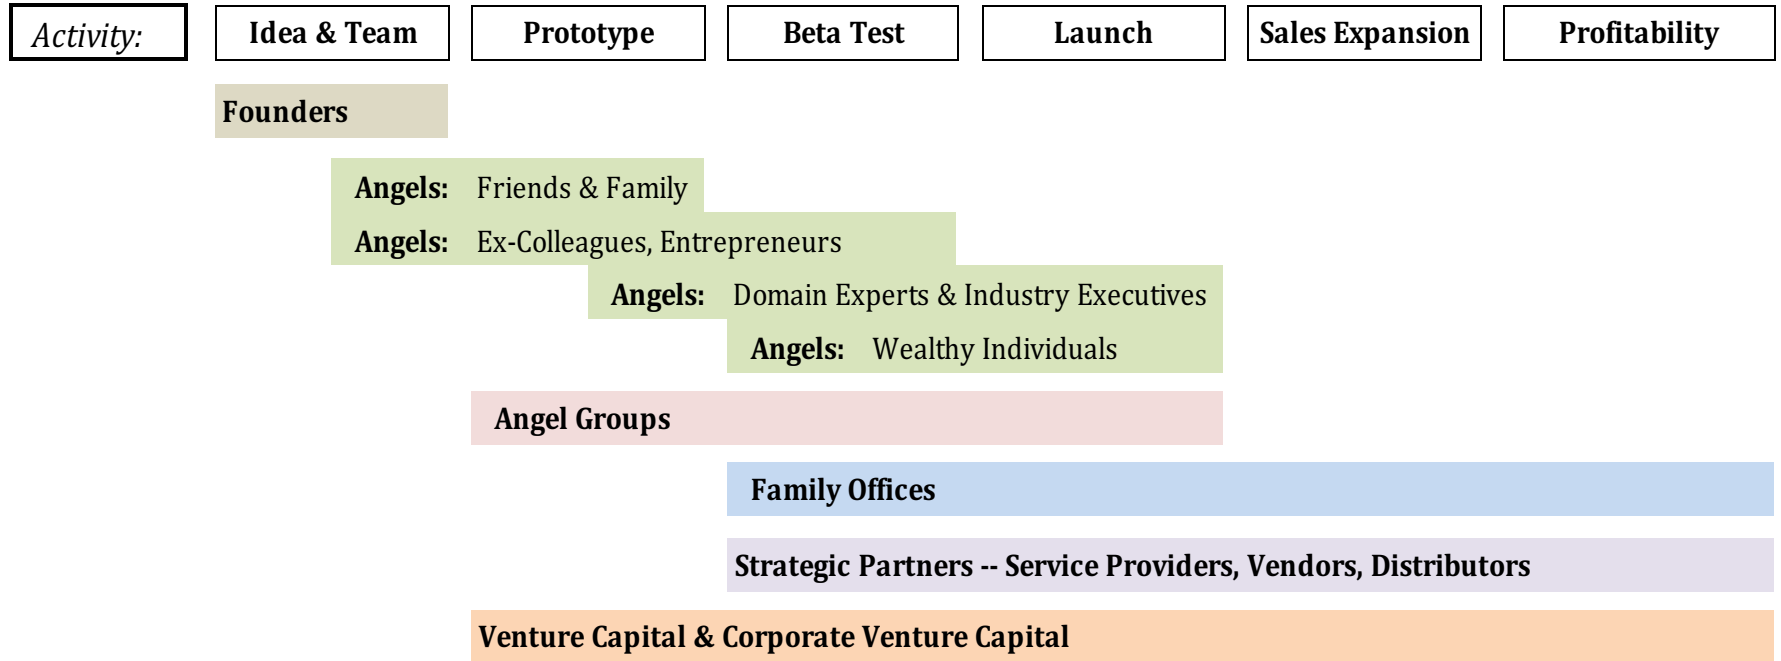 Activity: Idea & Team Prototype Beta Test Launch Sales Expansion Profitability
Founders
Angels: Friends & Family
Angels: Ex-Colleagues, Entrepreneurs
Angels: Domain Experts & Industry Executives
Angels: Wealthy Individuals
Angel Groups
Family Offices
Strategic Partners -- Service Providers, Vendors, Distributors
Venture Capital & Corporate Venture Capital